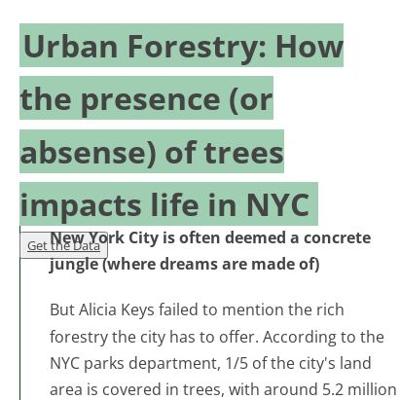 Urban Forestry: How
the presence (or
absense) of trees
impacts life in NYC
Get the Data
New York City is often deemed a concrete
jungle (where dreams are made of)
But Alicia Keys failed to mention the rich
forestry the city has to offer. According to the
NYC parks department, 1/5 of the city's land
area is covered in trees, with around 5.2 million